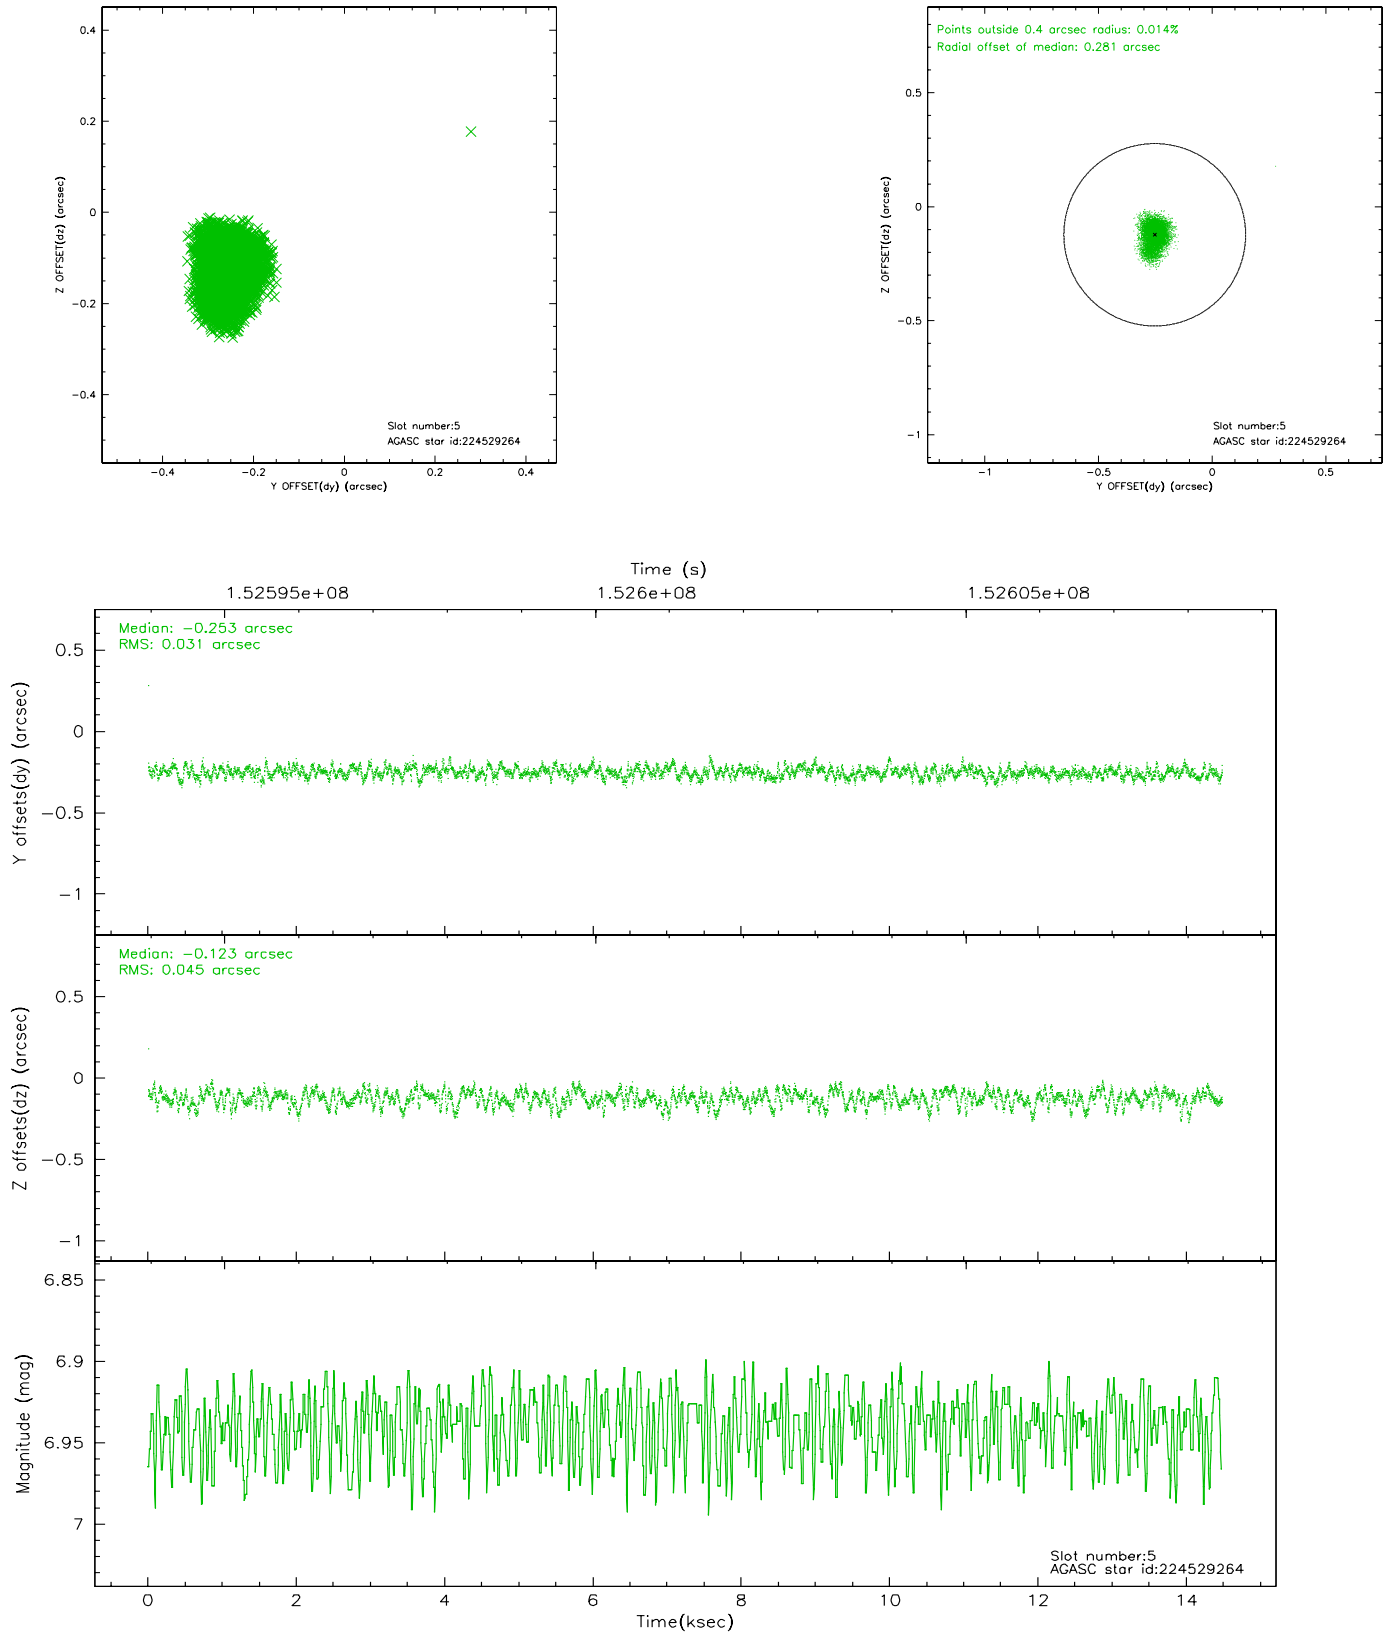 0.4
0.2
0
−0.2
−0.4
Z OFFSET(dz) (arcsec)
Slot number:5
AGASC star id:224529264
−0.4 −0.2 0 0.2 0.4
Y OFFSET(dy) (arcsec)
Points outside 0.4 arcsec radius: 0.014%
Radial offset of median: 0.281 arcsec
0.5
0
−0.5
−1
Z OFFSET(dz) (arcsec)
Slot number:5
AGASC star id:224529264
−1 −0.5 0 0.5
Y OFFSET(dy) (arcsec)
Time (s)
1.52595e+08 1.526e+08 1.52605e+08
Median: −0.253 arcsec
RMS: 0.031 arcsec
0.5
0
−0.5
−1
Y offsets(dy) (arcsec)
Median: −0.123 arcsec
RMS: 0.045 arcsec
0.5
0
−0.5
−1
Z offsets(dz) (arcsec)
6.85
6.9
6.95
7
Magnitude (mag)
Slot number:5
AGASC star id:224529264
0 2 4 6 8 10 12 14
Time(ksec)